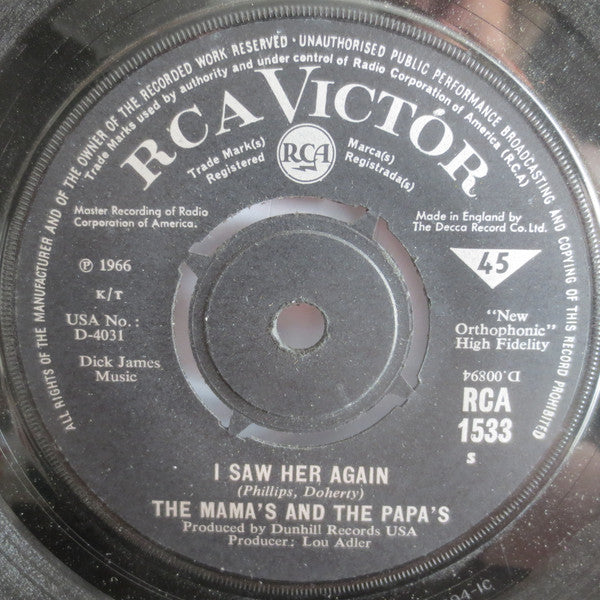 ALL RIGHTS OF THE MANUFACTURER AND OF THE OWNER OF THE RECORDED WORK RESERVED · UNAUTHORISED PUBLIC PERFORMANCE BROADCASTING AND COPYING OF THIS RECORD PROHIBITED
Trade Marks used by authority and under control of Radio Corporation of America (R.C.A)
RCA VICTÓR
Trade Mark(s)
Registered
RCA
Marca(s)
Registrada(s)
Master Recording of Radio
Corporation of America.
Made in England by
The Decca Record Co. Ltd.
℗ 1966
K/T
USA No.:
D-4031
Dick James
Music
45
"New
Orthophonic"
High Fidelity
D.00894
RCA
1533
S
I SAW HER AGAIN
(Phillips, Doherty)
THE MAMA'S AND THE PAPA'S
Produced by Dunhill Records USA
Producer: Lou Adler
94-1C